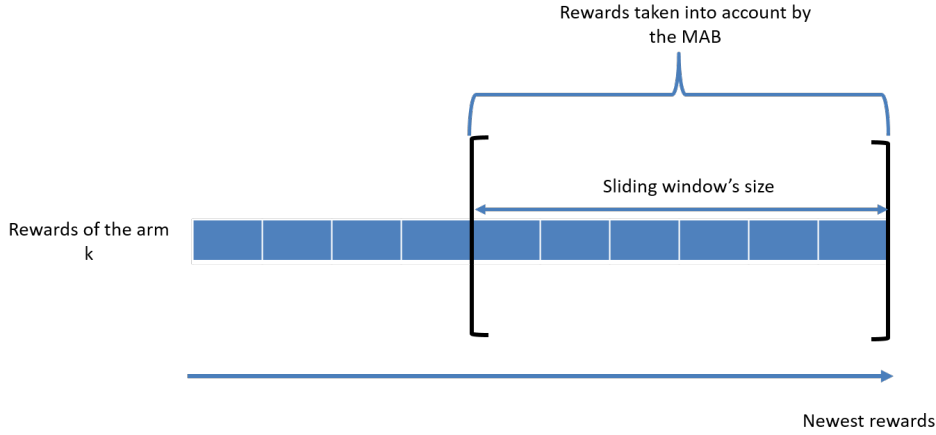 Rewards taken into account by
the MAB
Sliding window's size
Rewards of the arm
k
Newest rewards